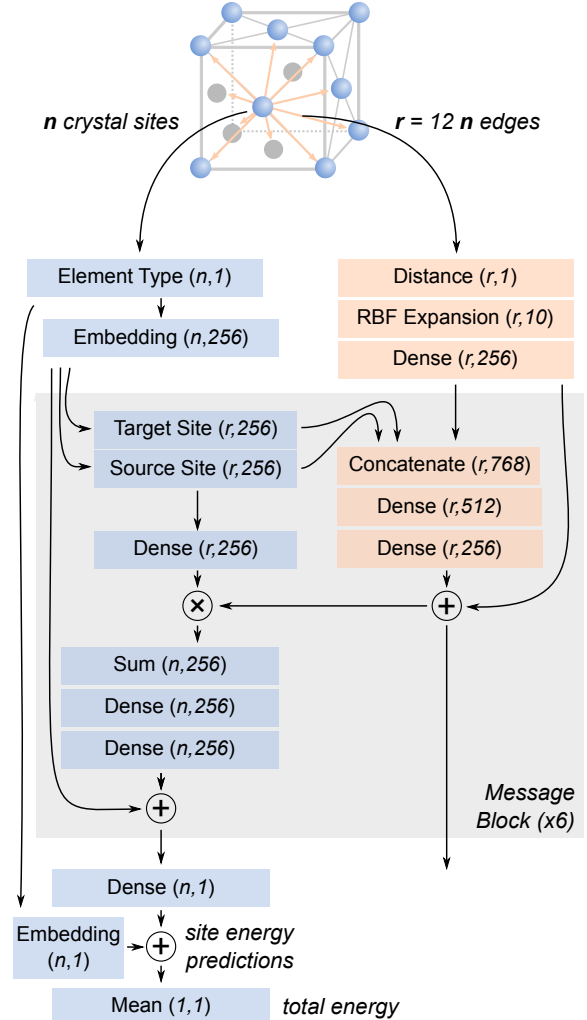 n crystal sites
r = 12 n edges
Element Type (n,1)
Embedding (n,256)
Distance (r,1)
RBF Expansion (r,10)
Dense (r,256)
Target Site (r,256)
Source Site (r,256)
Dense (r,256)
Concatenate (r,768)
Dense (r,512)
Dense (r,256)
×
+
Sum (n,256)
Dense (n,256)
Dense (n,256)
+
Message
Block (x6)
Dense (n,1)
Embedding
(n,1)
+
site energy
predictions
Mean (1,1)
total energy